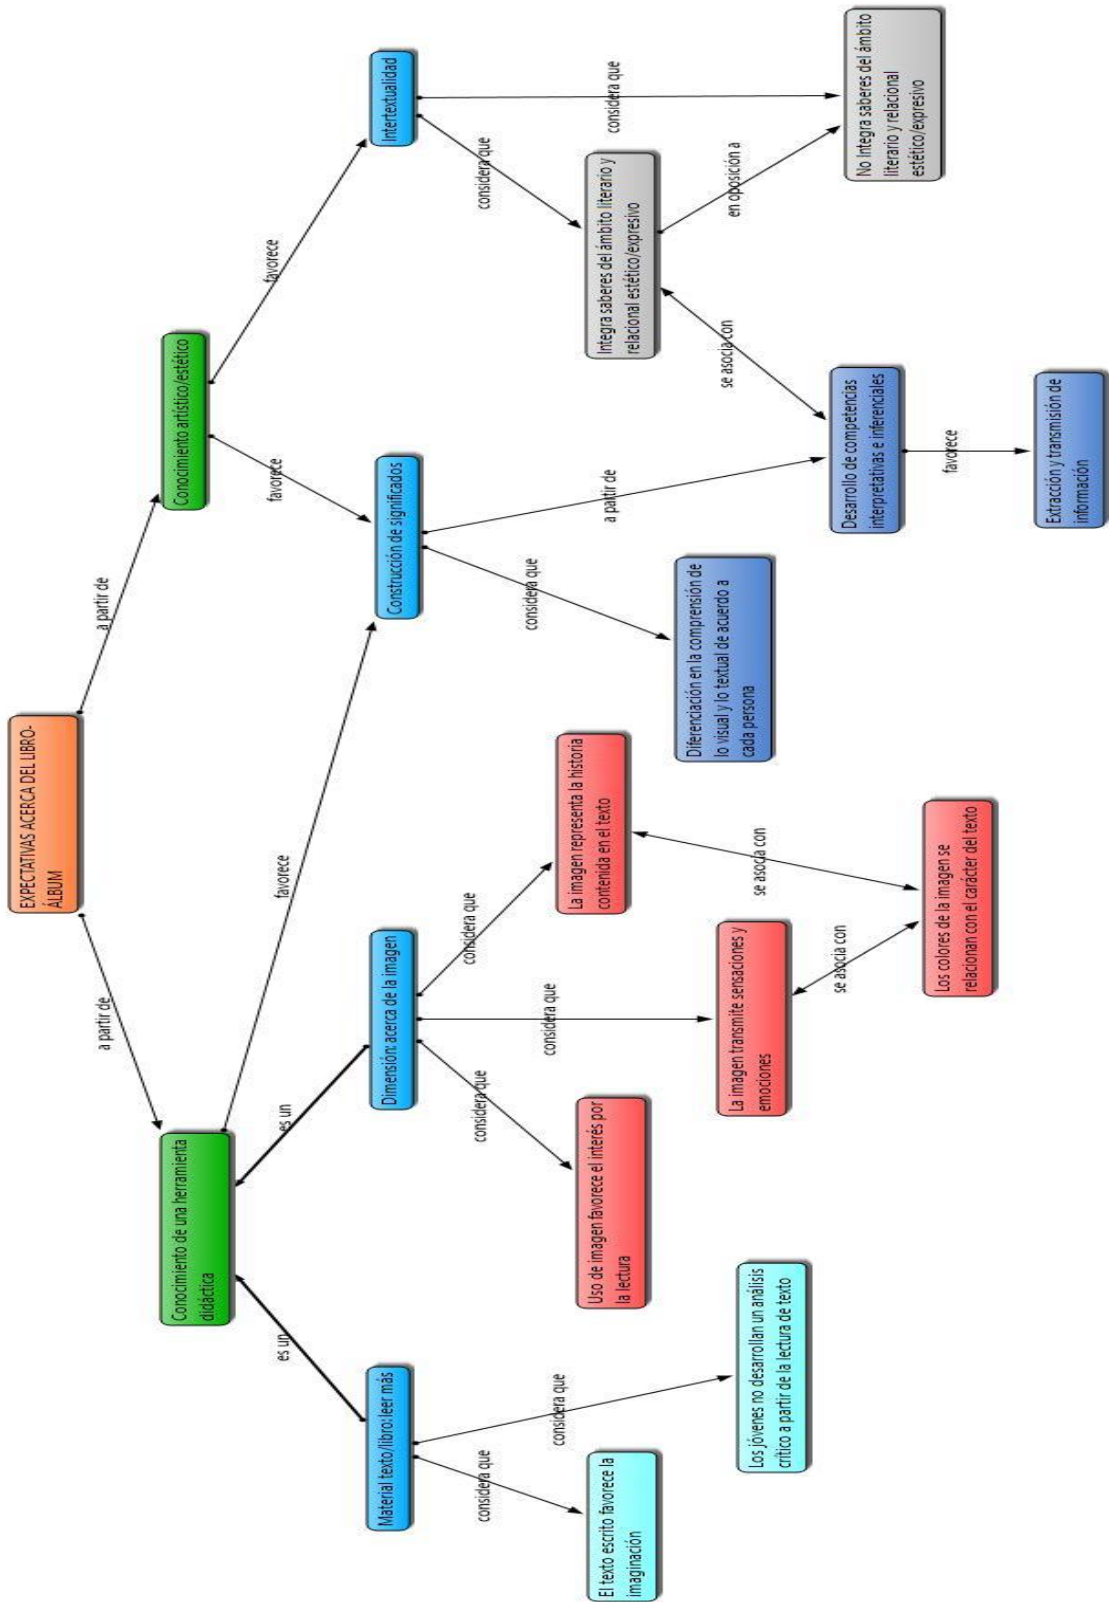 EXPECTATIVAS ACERCA DEL LIBRO-
ÁLBUM
a partir de
a partir de
Conocimiento de una herramienta
didáctica
Conocimiento artístico/estético
es un
es un
favorece
favorece
favorece
Material texto/libro: leer más
Dimensión: acerca de la imagen
Construcción de significados
Intertextualidad
considera que
considera que
considera que
considera que
considera que
considera que
a partir de
considera que
considera que
El texto escrito favorece la
imaginación
Los jóvenes no desarrollan un análisis
crítico a partir de la lectura de texto
Uso de imagen favorece el interés por
la lectura
La imagen transmite sensaciones y
emociones
La imagen representa la historia
contenida en el texto
se asocia con
se asocia con
Los colores de la imagen se
relacionan con el carácter del texto
Diferenciación en la comprensión de
lo visual y lo textual de acuerdo a
cada persona
Integra saberes del ámbito literario y
relacional estético/expresivo
en oposición a
No Integra saberes del ámbito
literario y relacional
estético/expresivo
se asocia con
Desarrollo de competencias
interpretativas e inferenciales
favorece
Extracción y transmisión de
información